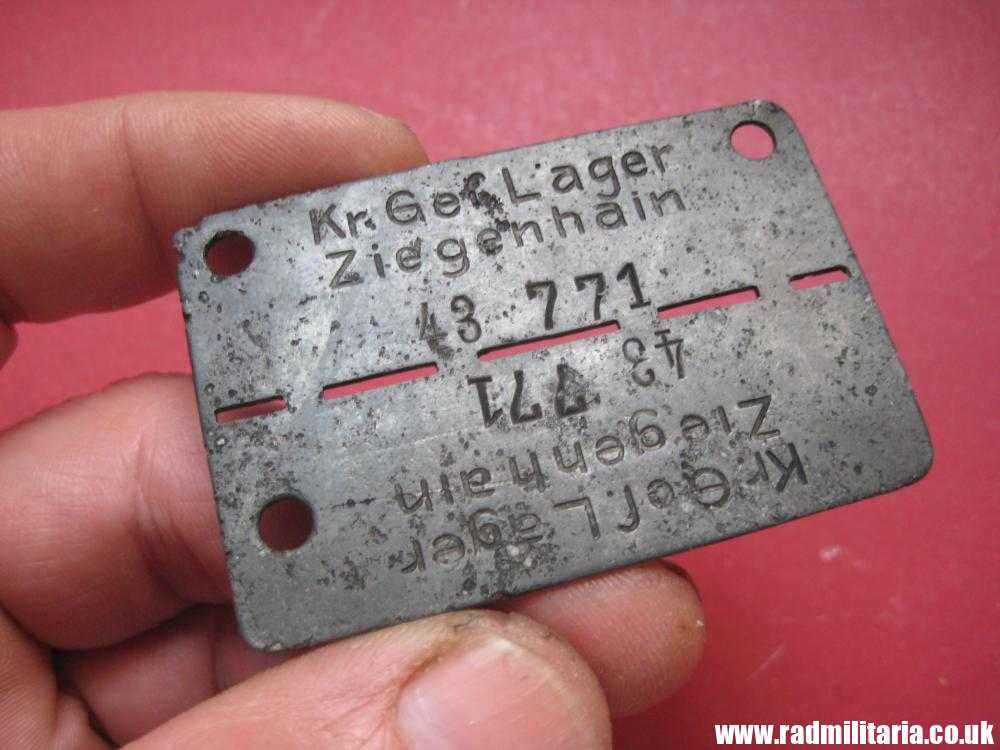 Kr. Gef. Lager
Ziegenhain
43 771
43 771
Ziegenhain
Kr. Gef. Lager
www.radmilitaria.co.uk